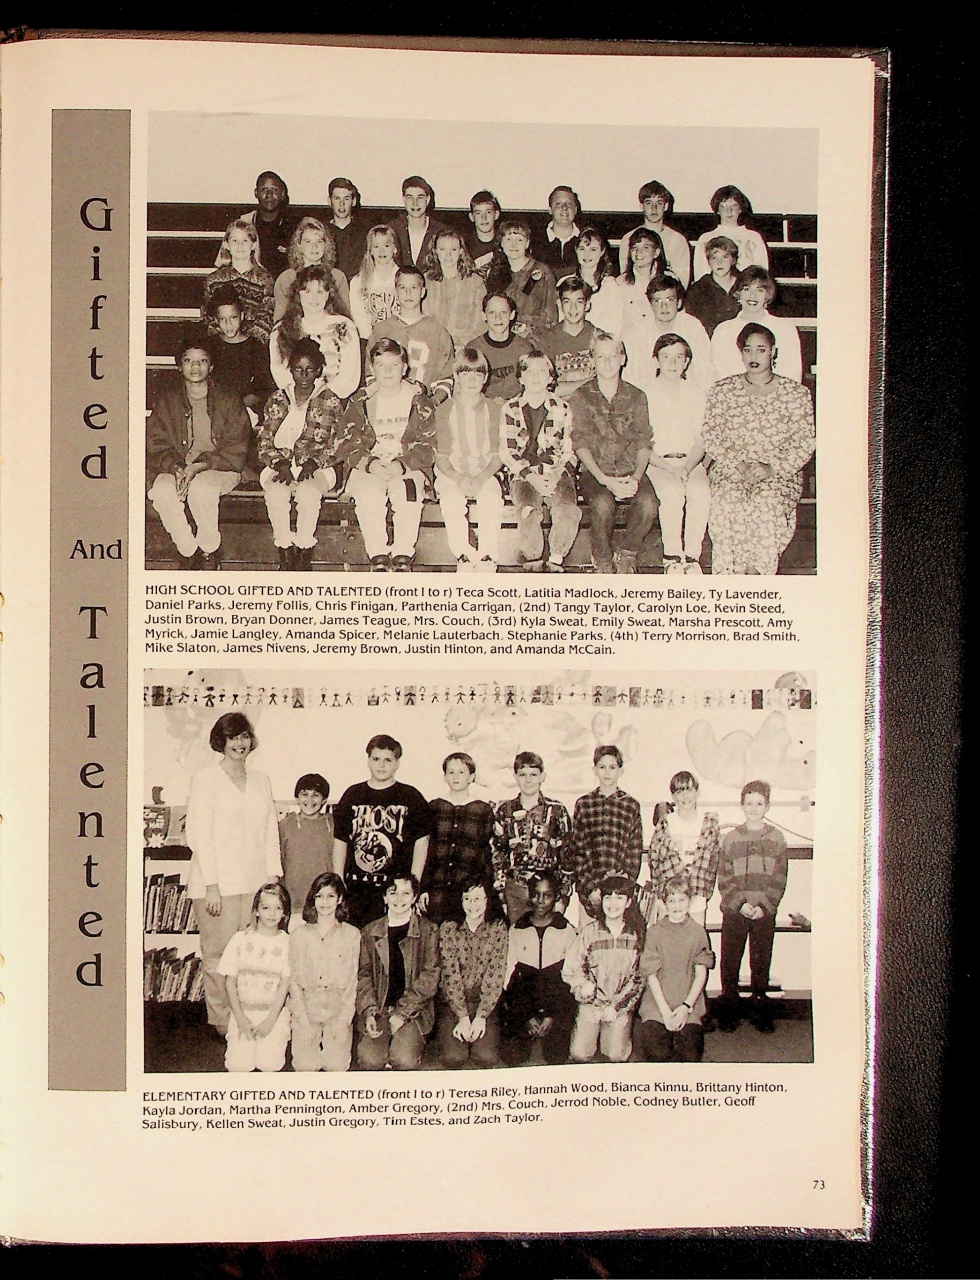 Gifted
And
Talented
HIGH SCHOOL GIFTED AND TALENTED (front l to r) Teca Scott, Latitia Madlock, Jeremy Bailey, Ty Lavender,
Daniel Parks, Jeremy Follis, Chris Finigan, Parthenia Carrigan, (2nd) Tangy Taylor, Carolyn Loe, Kevin Steed,
Justin Brown, Bryan Donner, James Teague, Mrs. Couch, (3rd) Kyla Sweat, Emily Sweat, Marsha Prescott, Amy
Myrick, Jamie Langley, Amanda Spicer, Melanie Lauterbach, Stephanie Parks, (4th) Terry Morrison, Brad Smith,
Mike Slaton, James Nivens, Jeremy Brown, Justin Hinton, and Amanda McCain.
ELEMENTARY GIFTED AND TALENTED (front l to r) Teresa Riley, Hannah Wood, Bianca Kinnu, Brittany Hinton,
Kayla Jordan, Martha Pennington, Amber Gregory, (2nd) Mrs. Couch, Jerrod Noble, Codney Butler, Geoff
Salisbury, Kellen Sweat, Justin Gregory, Tim Estes, and Zach Taylor.
73